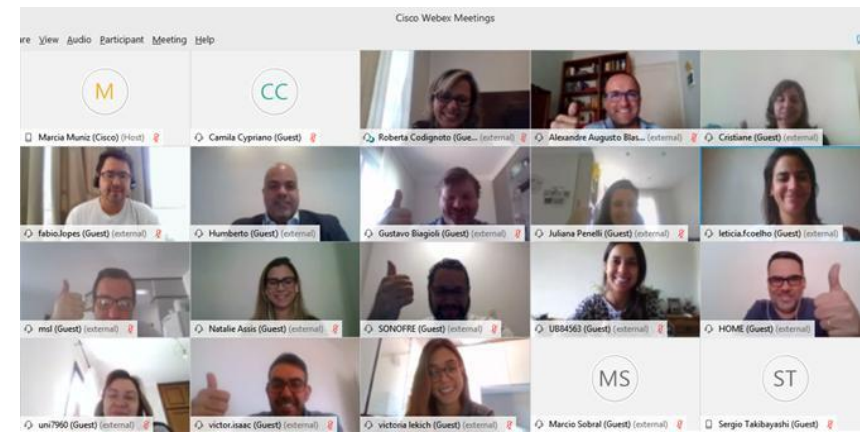 Cisco Webex Meetings
re View Audio Participant Meeting Help
M
CC
Marcia Muniz (Cisco) (Host)
Camila Cypriano (Guest)
Roberta Codignoto (Gue... (external)
Alexandre Augusto Blas... (external)
Cristiane (Guest) (external)
fabio.lopes (Guest) (external)
Humberto (Guest) (external)
Gustavo Biagioli (Guest) (external)
Juliana Penelli (Guest) (external)
leticia.fcoelho (Guest) (external)
msl (Guest) (external)
Natalie Assis (Guest) (external)
SONOFRE (Guest) (external)
UB84563 (Guest) (external)
HOME (Guest) (external)
MS
ST
uni7960 (Guest) (external)
victor.isaac (Guest) (external)
victoria lekich (Guest) (external)
Marcio Sobral (Guest) (external)
Sergio Takibayashi (Guest)